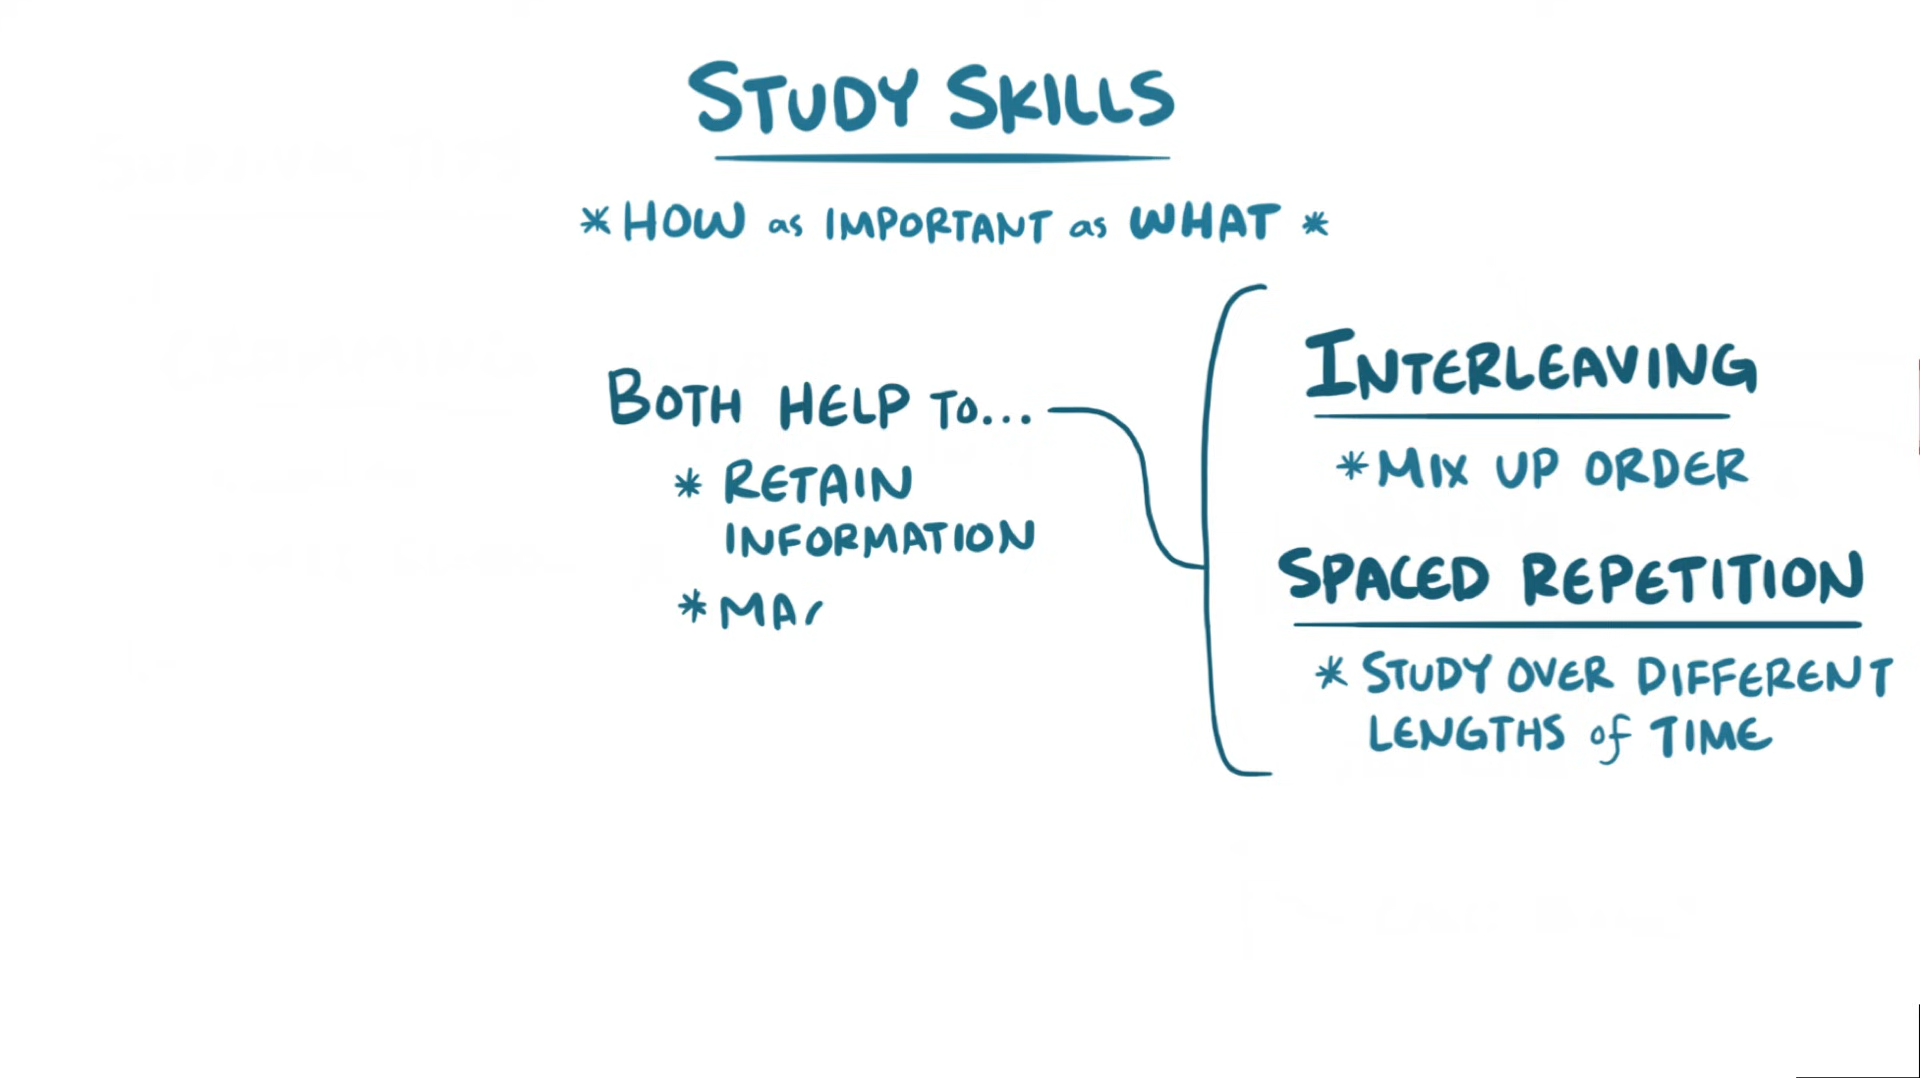 STUDY SKILLS
*HOW as IMPORTANT as WHAT *
BOTH HELP TO...
* RETAIN
INFORMATION
*MA
INTERLEAVING
*MIX UP ORDER
SPACED REPETITION
* STUDY OVER DIFFERENT
LENGTHS of TIME